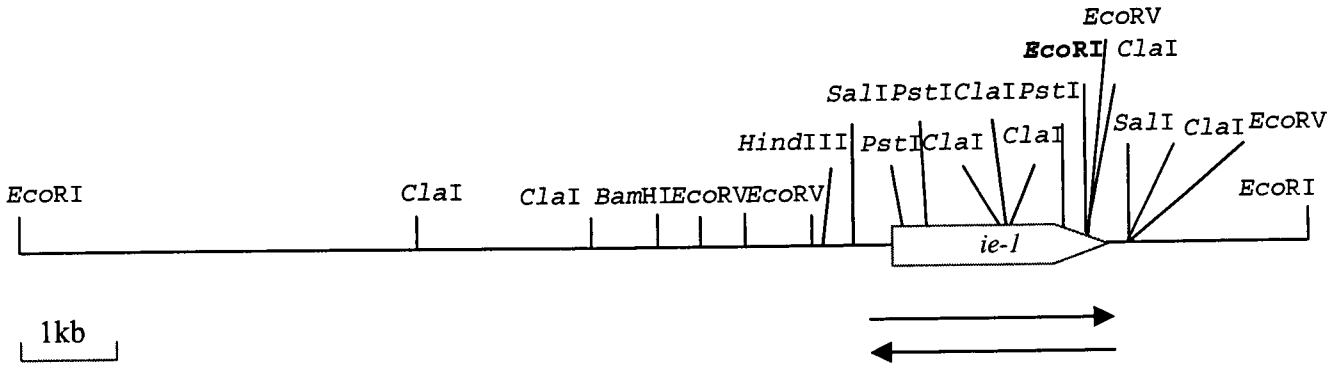 EcoRV
EcoRI ClaI
SalI PstI ClaI PstI
HindIII PstI ClaI ClaI SalI ClaI EcoRV
EcoRI ClaI ClaI BamHI EcoRV EcoRV EcoRI
ie-1
1kb